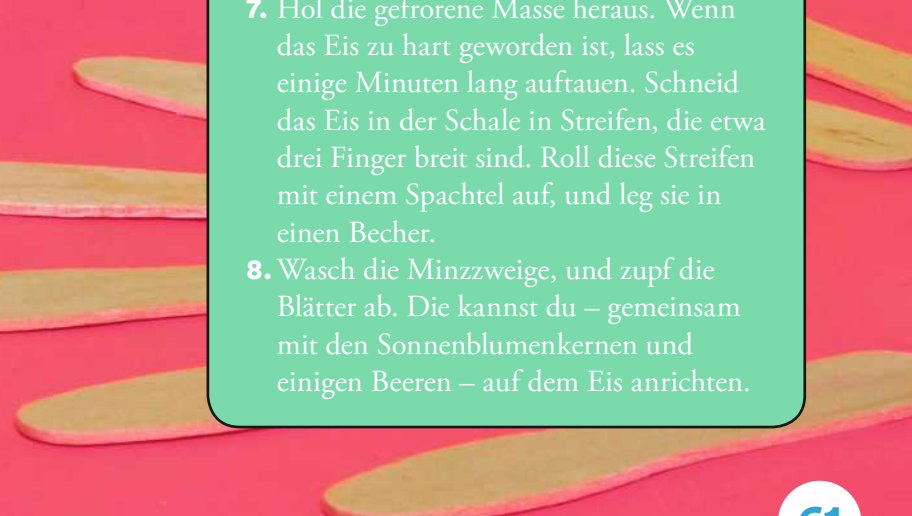 7. Hol die gefrorene Masse heraus. Wenn
das Eis zu hart geworden ist, lass es
einige Minuten lang auftauen. Schneid
das Eis in der Schale in Streifen, die etwa
drei Finger breit sind. Roll diese Streifen
mit einem Spachtel auf, und leg sie in
einen Becher.
8. Wasch die Minzzweige, und zupf die
Blätter ab. Die kannst du – gemeinsam
mit den Sonnenblumenkernen und
einigen Beeren – auf dem Eis anrichten.
61